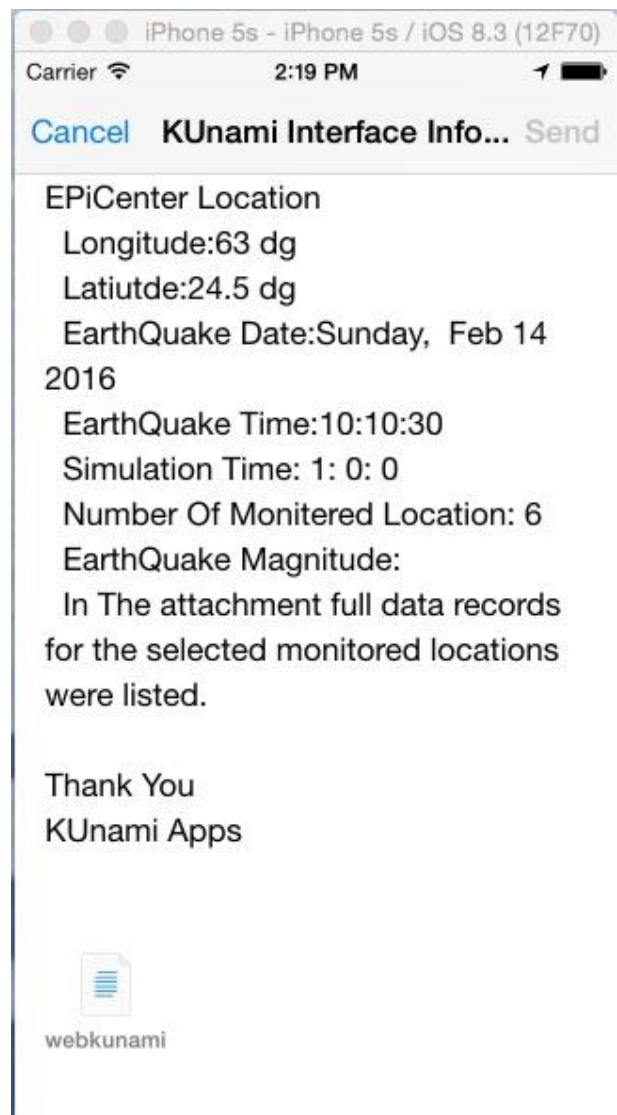 iPhone 5s - iPhone 5s / iOS 8.3 (12F70)
Carrier 2:19 PM
Cancel KUnami Interface Info... Send
EPiCenter Location
Longitude:63 dg
Latiutde:24.5 dg
EarthQuake Date:Sunday, Feb 14
2016
EarthQuake Time:10:10:30
Simulation Time: 1: 0: 0
Number Of Monitered Location: 6
EarthQuake Magnitude:
In The attachment full data records
for the selected monitored locations
were listed.
Thank You
KUnami Apps
webkunami